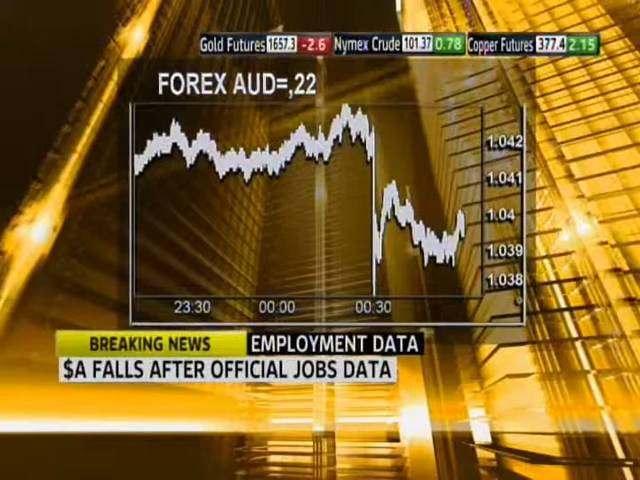 Gold Futures 1657.3 -2.6 Nymex Crude 101.37 0.78 Copper Futures 377.4 2.15
FOREX AUD=,22
1.042
1.041
1.04
1.039
1.038
0
23:30 00:00 00:30
BREAKING NEWS EMPLOYMENT DATA
$A FALLS AFTER OFFICIAL JOBS DATA